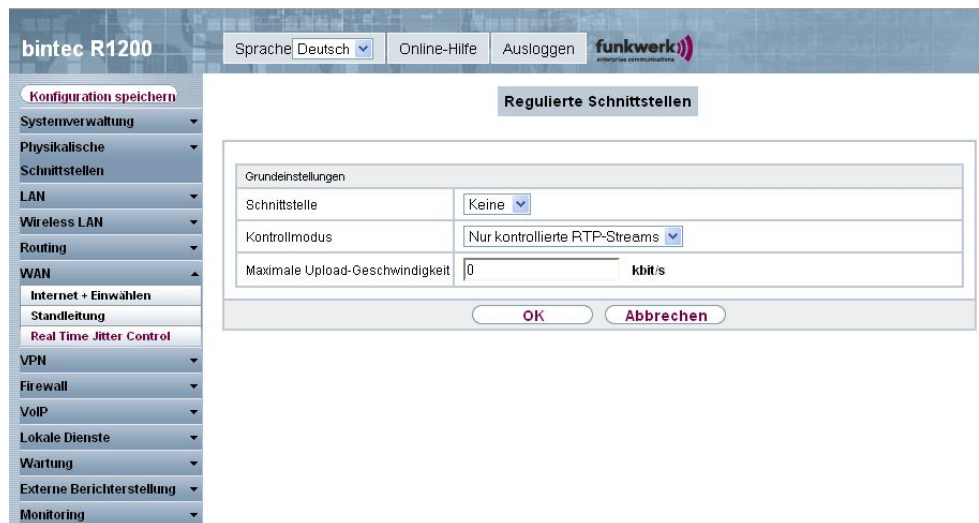 bintec R1200
Sprache Deutsch
Online-Hilfe
Ausloggen
funkwerk
enterprise communications
Konfiguration speichern
Systemverwaltung
Physikalische
Schnittstellen
LAN
Wireless LAN
Routing
WAN
Internet + Einwählen
Standleitung
Real Time Jitter Control
VPN
Firewall
VoIP
Lokale Dienste
Wartung
Externe Berichterstellung
Monitoring
Regulierte Schnittstellen
Grundeinstellungen
Schnittstelle Keine
Kontrollmodus Nur kontrollierte RTP-Streams
Maximale Upload-Geschwindigkeit 0 kbit/s
OK Abbrechen